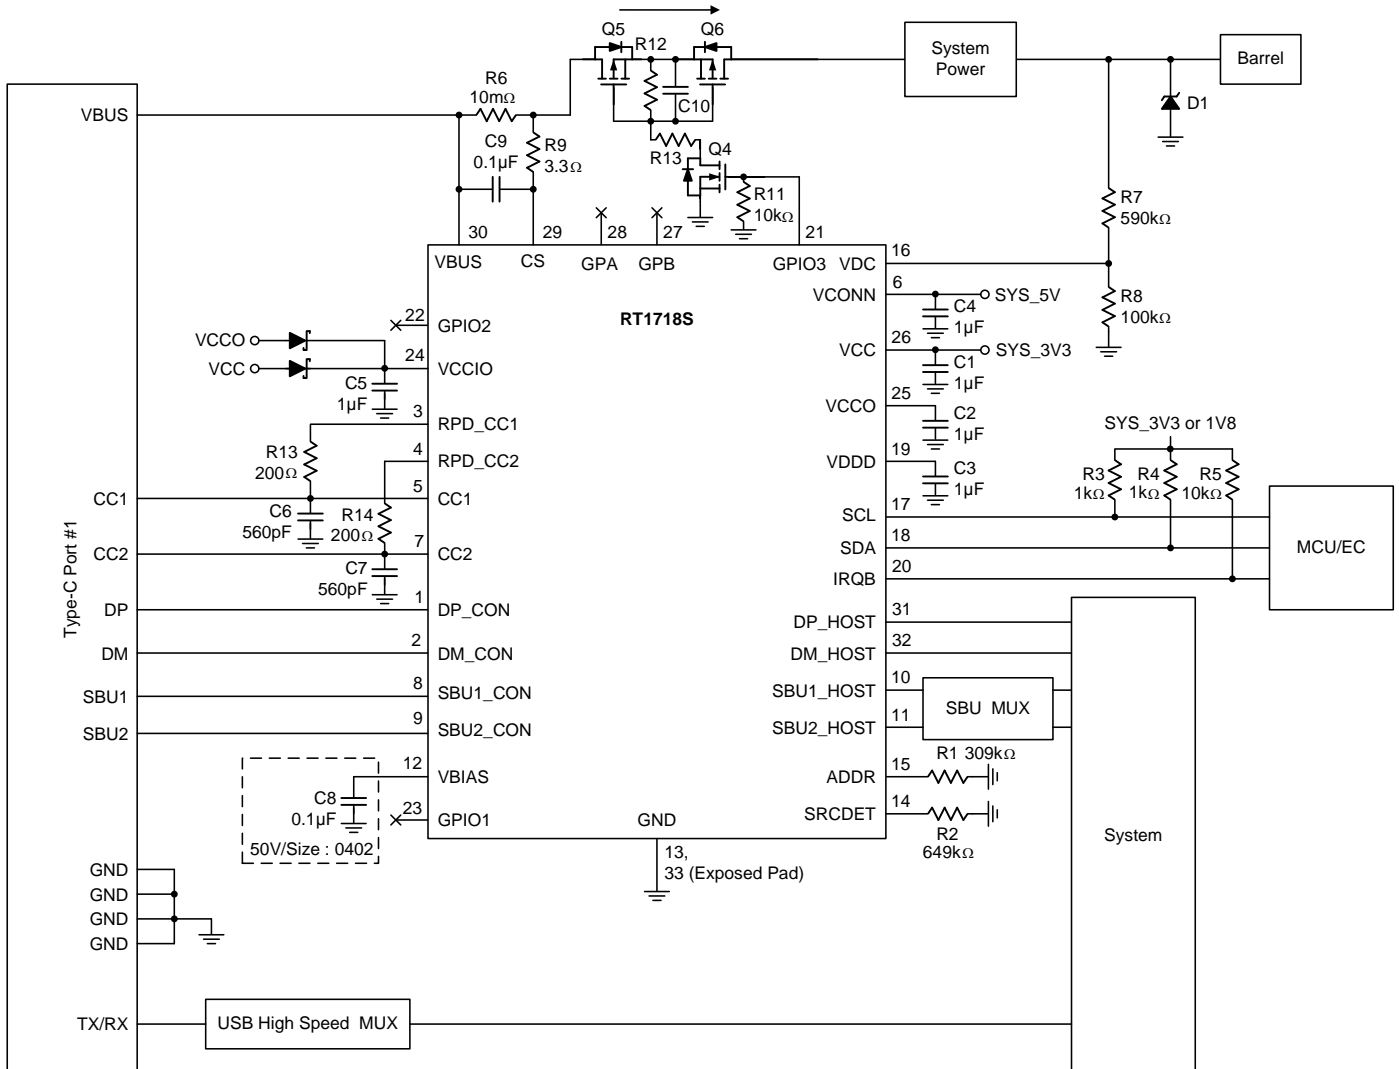 Q5
Q6
R12
C10
System
Power
Barrel
D1
VBUS
R6
10mΩ
C9
0.1µF
R9
3.3Ω
R13
Q4
R11
10kΩ
R7
590kΩ
R8
100kΩ
30
29
28
27
21
VBUS
CS
GPA
GPB
GPIO3
RT1718S
16
VDC
6
VCONN
SYS_5V
C4
1µF
26
VCC
SYS_3V3
C1
1µF
25
VCCO
C2
1µF
19
VDDD
C3
1µF
22
GPIO2
VCCO
VCC
24
VCCIO
C5
1µF
3
RPD_CC1
R13
200Ω
4
RPD_CC2
CC1
5
CC1
C6
560pF
R14
200Ω
CC2
7
CC2
C7
560pF
Type-C Port #1
DP
1
DP_CON
DM
2
DM_CON
SBU1
8
SBU1_CON
SBU2
9
SBU2_CON
12
VBIAS
C8
0.1µF
50V/Size : 0402
23
GPIO1
GND
13,
33 (Exposed Pad)
SYS_3V3 or 1V8
R3
1kΩ
R4
1kΩ
R5
10kΩ
17
SCL
18
SDA
20
IRQB
MCU/EC
31
DP_HOST
32
DM_HOST
10
SBU1_HOST
11
SBU2_HOST
SBU MUX
15
ADDR
R1 309kΩ
14
SRCDET
R2
649kΩ
System
GND
GND
GND
GND
TX/RX
USB High Speed MUX